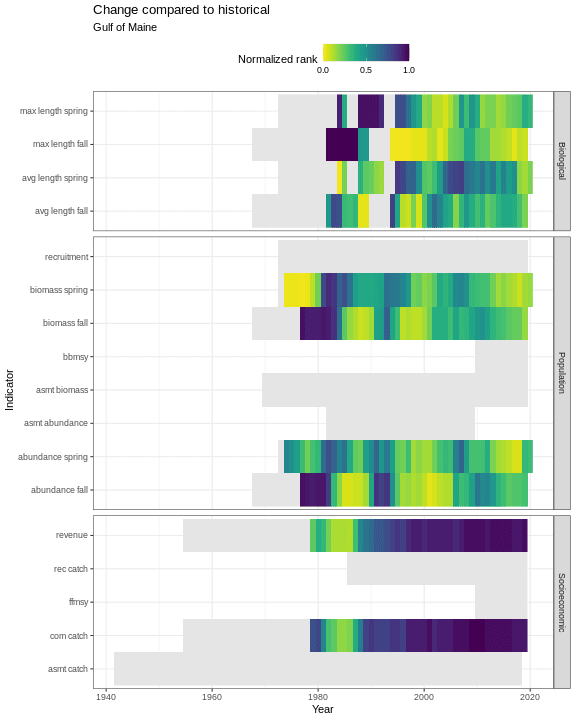 Change compared to historical
Gulf of Maine
Normalized rank
0.0 0.5 1.0
max length spring
max length fall
avg length spring
avg length fall
Biological
recruitment
biomass spring
biomass fall
bbmsy
asmt biomass
asmt abundance
abundance spring
abundance fall
Population
revenue
rec catch
ffmsy
com catch
asmt catch
Socioeconomic
Indicator
1940 1960 1980 2000 2020
Year